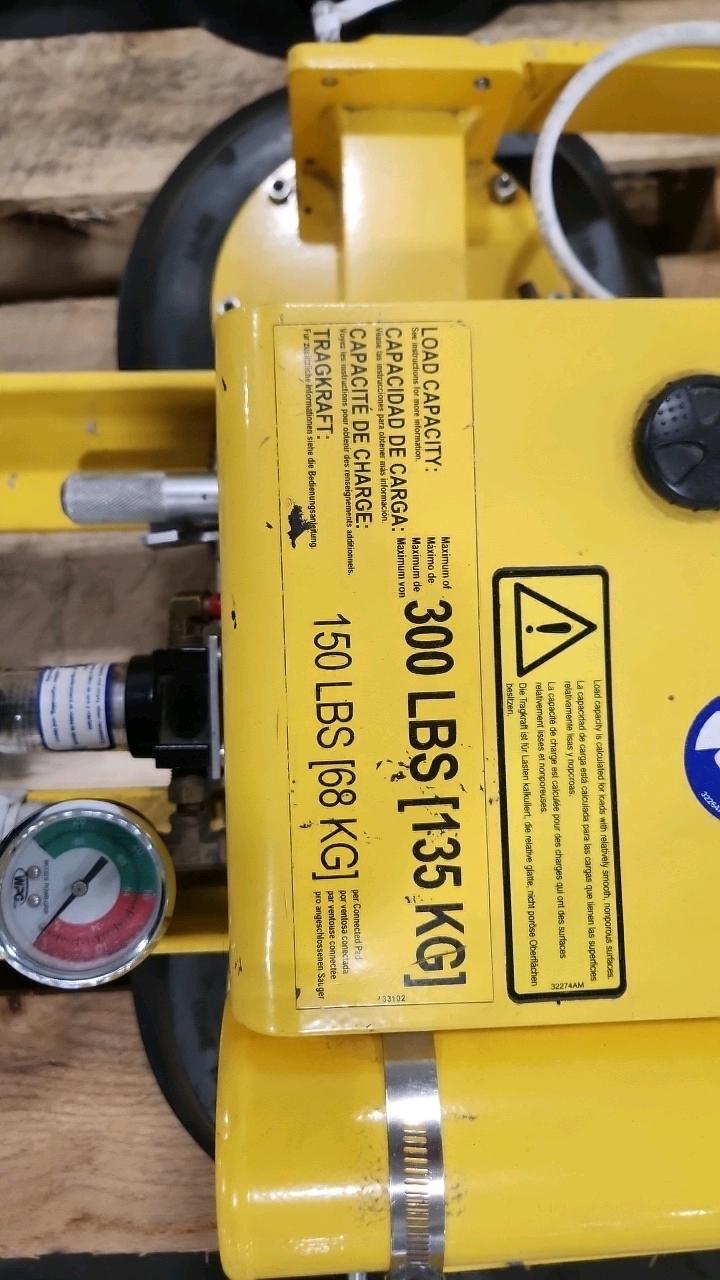 LOAD CAPACITY:
See instructions for more information.
CAPACIDAD DE CARGA:
Véase las instrucciones para obtener más información.
CAPACITÉ DE CHARGE:
Voyez les instructions pour obtenir des renseignements additionnels.
TRAGKRAFT:
Für zusätzliche Informationen siehe die Bedienungsanleitung.
Maximum of
Máximo de
Maximum de
Maximum von
300 LBS [135 KG]
150 LBS [68 KG]
per Connected Pad
por ventosa conectada
par ventouse connectée
pro angeschlossenen Sauger
Load capacity is calculated for loads with relatively smooth, nonporous surfaces.
La capacidad de carga está calculada para las cargas que tienen las superficies
relativamente lisas y noporosas.
La capacité de charge est calculée pour des charges qui ont des surfaces
relativement lisses et nonporeuses.
Die Tragkraft ist für Lasten kalkuliert, die relative glatte, nicht poröse Oberflächen
besitzen.
32274AM
WPG